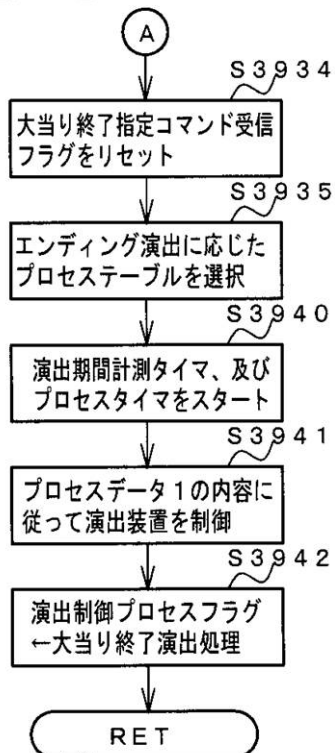 A
S3934
大当り終了指定コマンド受信
フラグをリセット
S3935
エンディング演出に応じた
プロセステーブルを選択
S3940
演出期間計測タイマ、及び
プロセスタイマをスタート
S3941
プロセスデータ1の内容に
従って演出装置を制御
S3942
演出制御プロセスフラグ
←大当り終了演出処理
RET